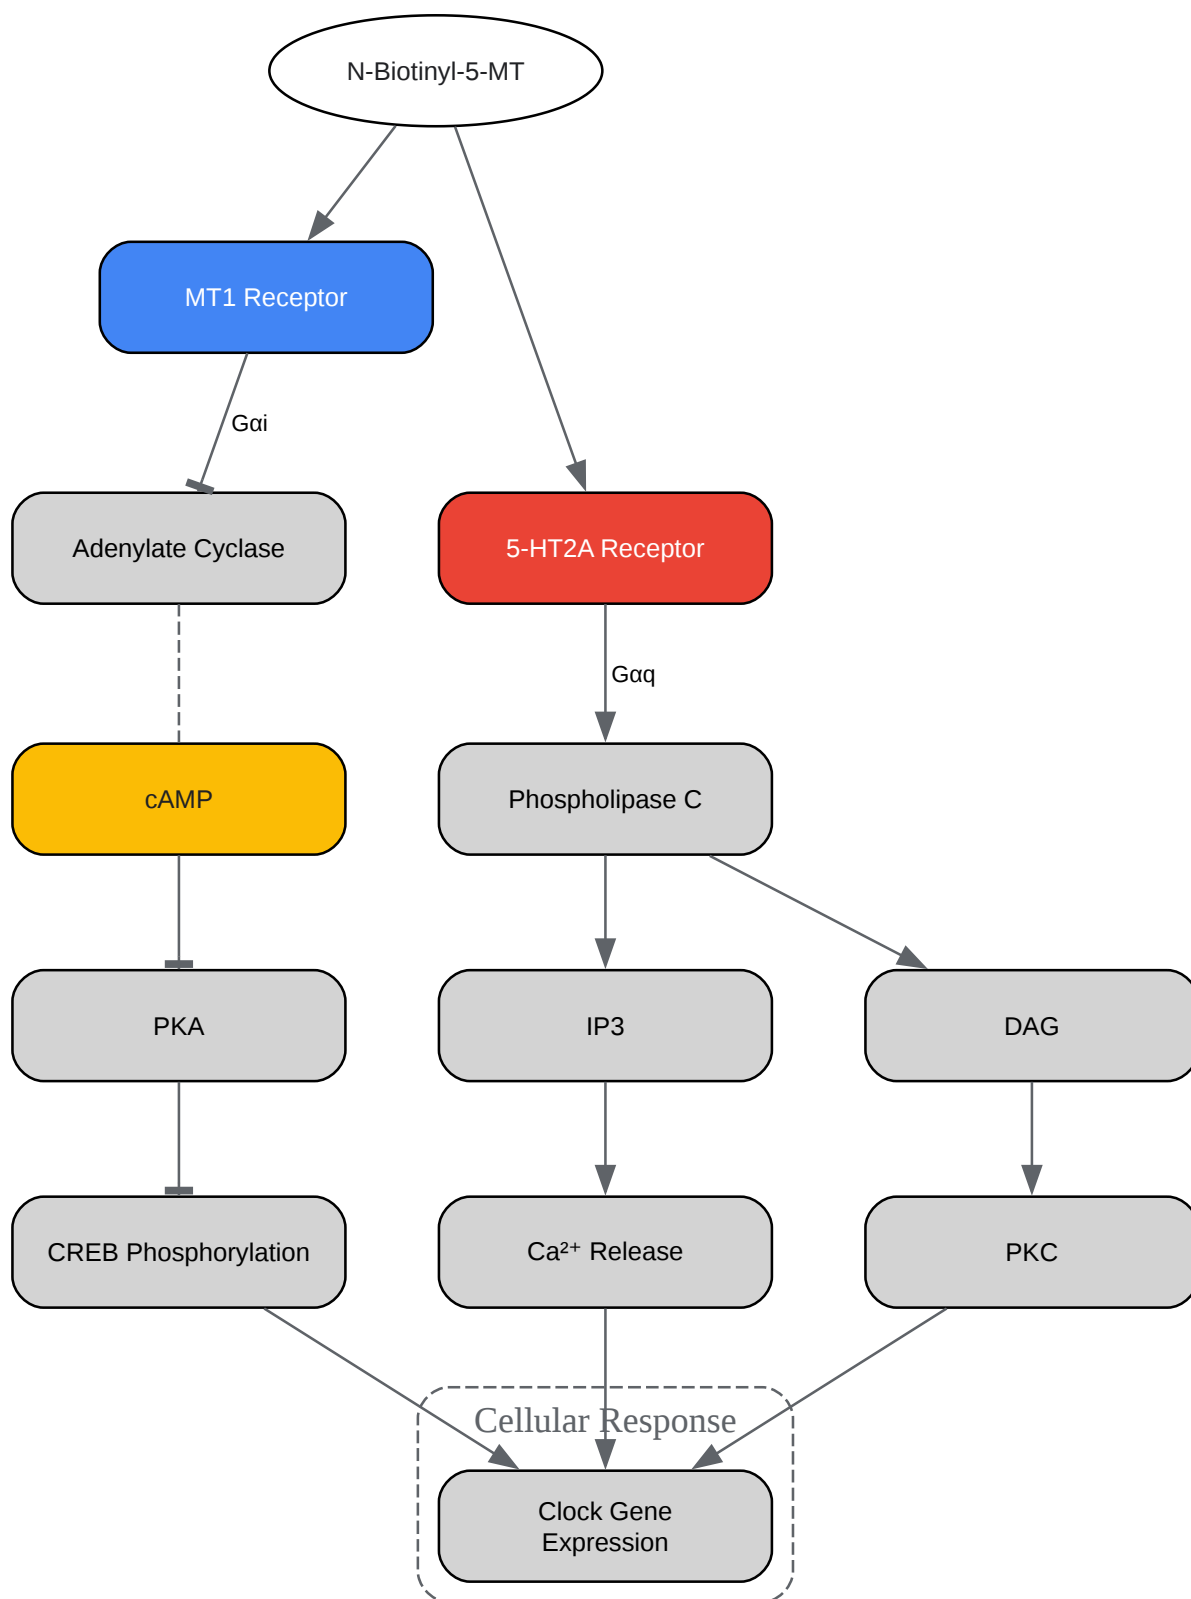 N-Biotinyl-5-MT
MT1 Receptor
Gαi
Adenylate Cyclase
5-HT2A Receptor
Gαq
cAMP
Phospholipase C
PKA
IP3
DAG
CREB Phosphorylation
Ca²⁺ Release
PKC
Cellular Response
Clock Gene
Expression